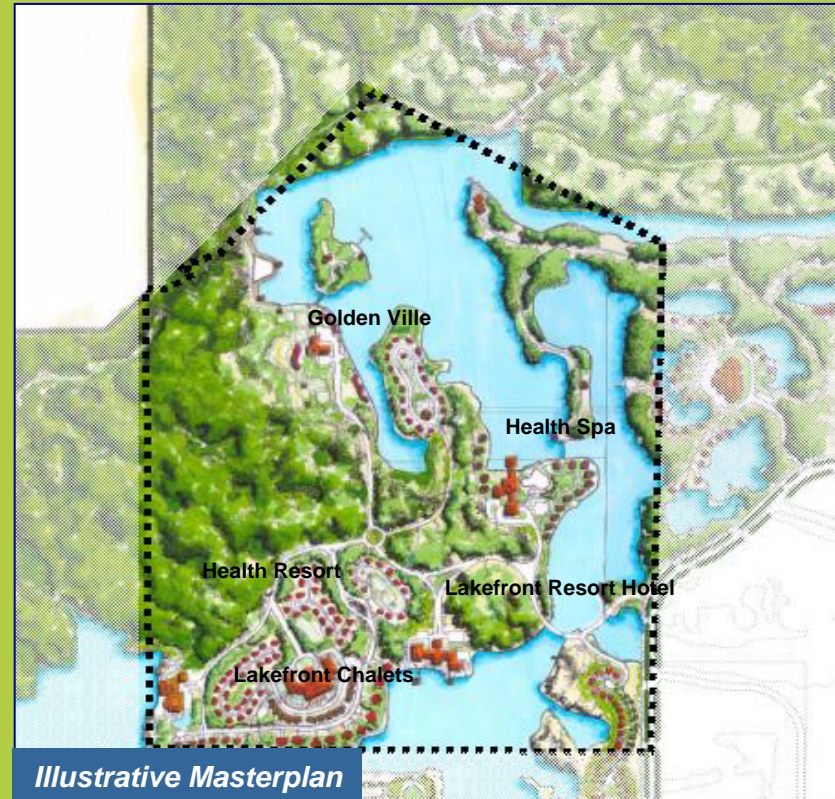 Golden Ville
Health Spa
Health Resort
Lakefront Resort Hotel
Lakefront Chalets
Illustrative Masterplan